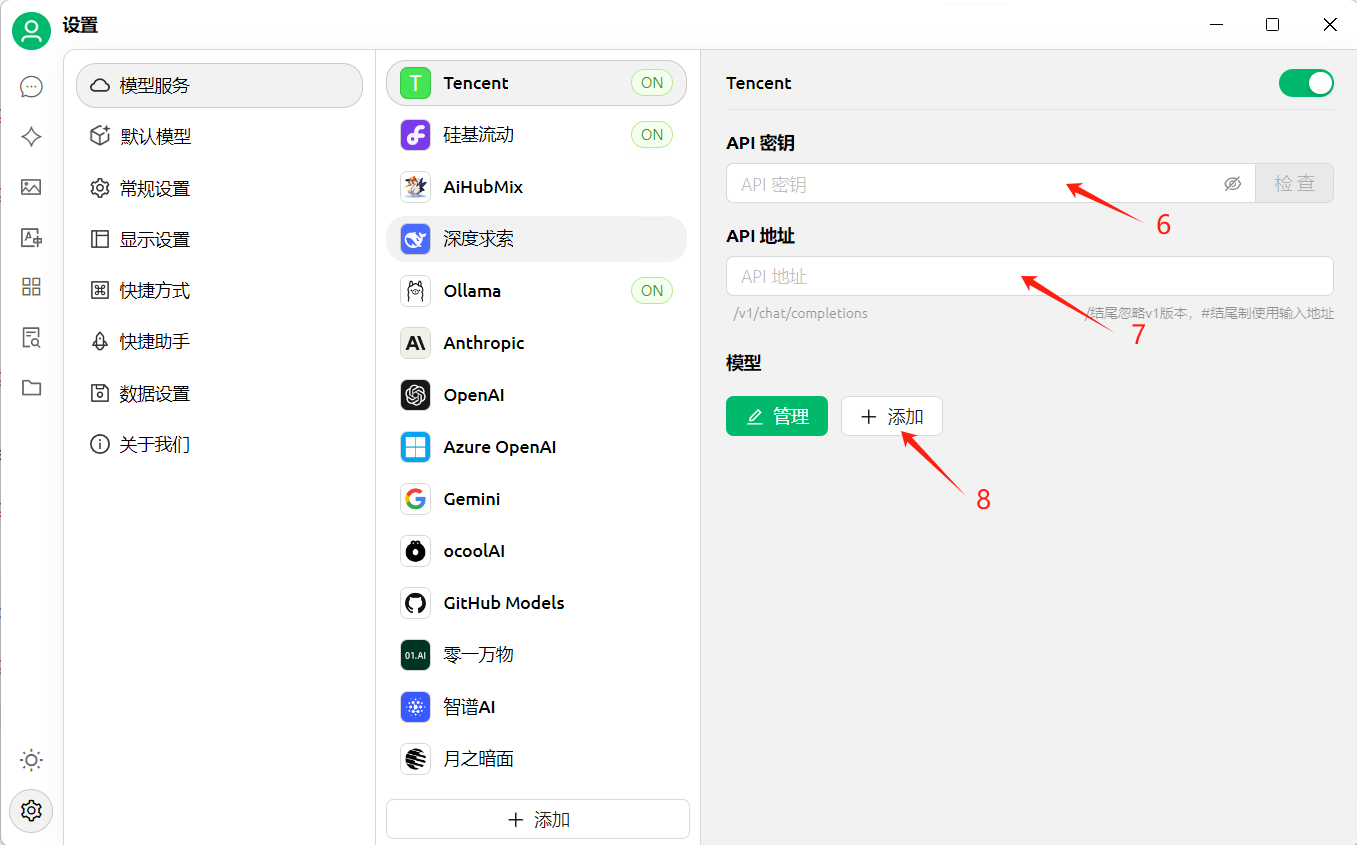 设置
模型服务
默认模型
常规设置
显示设置
快捷方式
快捷助手
数据设置
关于我们
T Tencent ON
硅基流动 ON
AiHubMix
深度求索
Ollama ON
Anthropic
OpenAI
Azure OpenAI
Gemini
ocoolAI
GitHub Models
01.AI 零一万物
智谱AI
月之暗面
添加
Tencent
API 密钥
API 密钥 检查
6
API 地址
API 地址
/v1/chat/completions /结尾忽略v1版本，#结尾制使用输入地址
7
模型
管理 添加
8